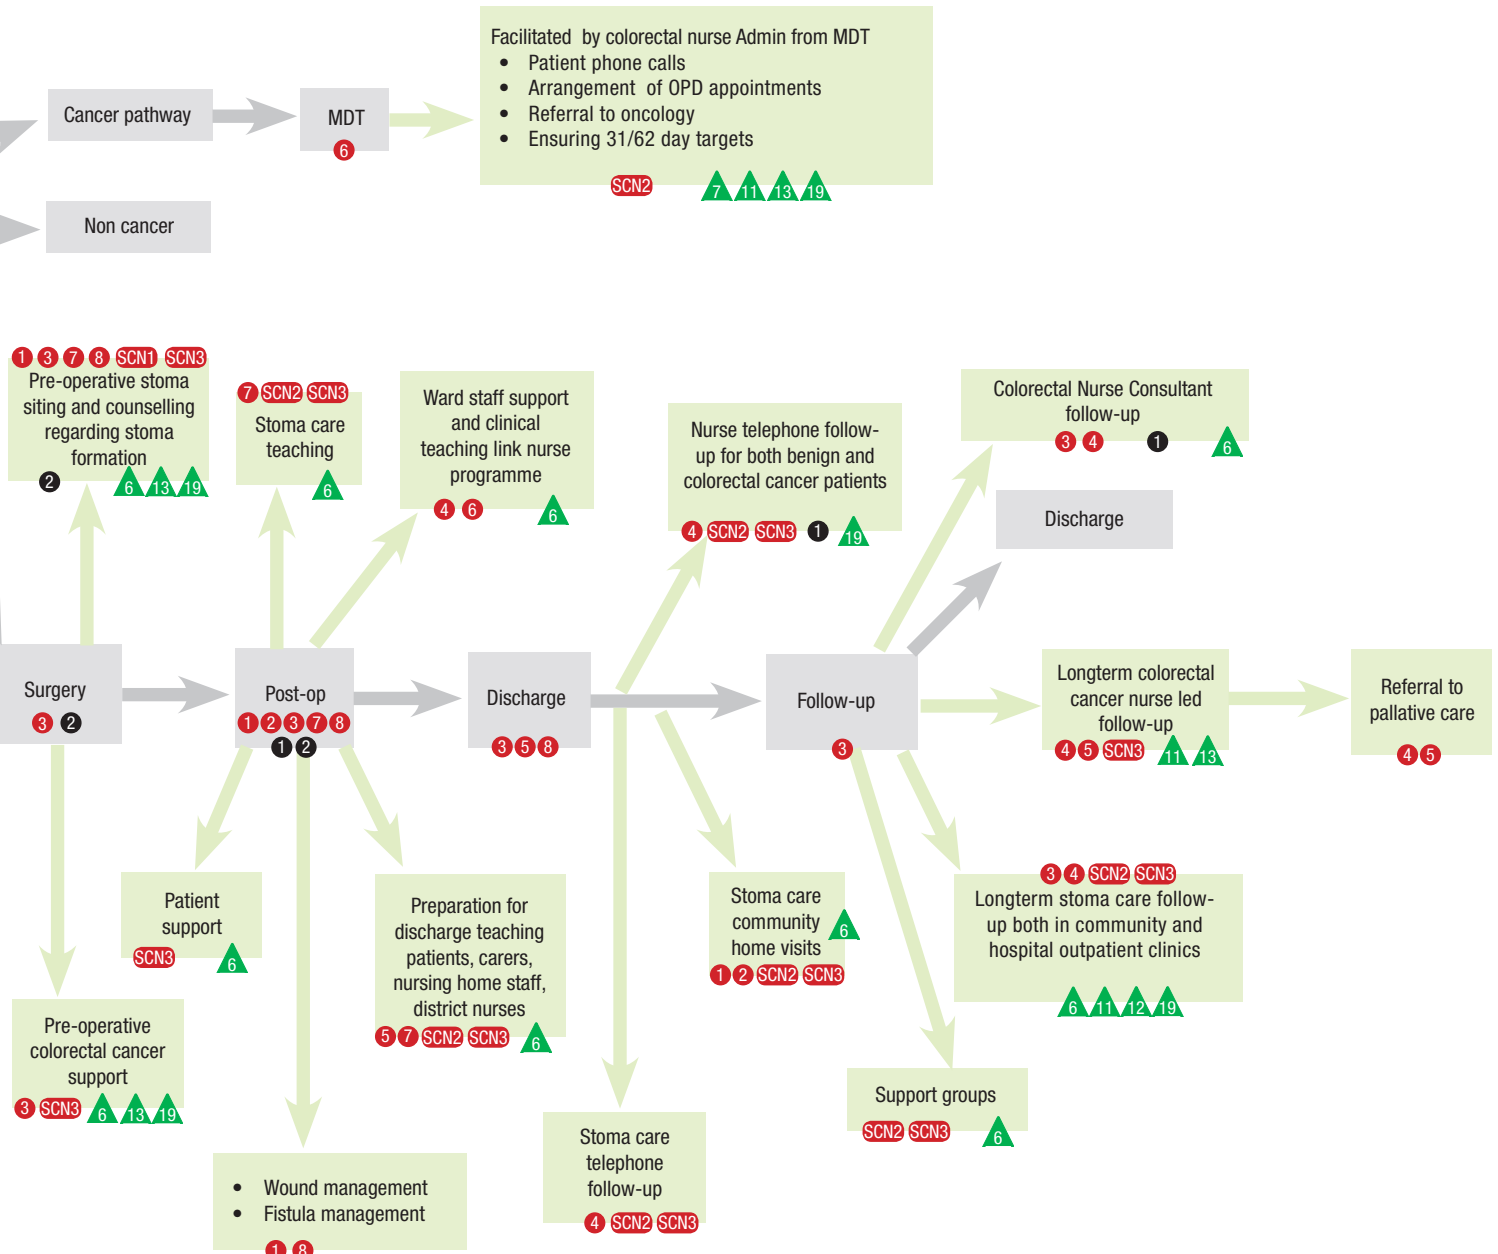 Facilitated by colorectal nurse Admin from MDT
• Patient phone calls
• Arrangement of OPD appointments
• Referral to oncology
• Ensuring 31/62 day targets
SCN2 7 11 13 19
Cancer pathway
MDT
6
Non cancer
1 3 7 8 SCN1 SCN3
Pre-operative stoma
siting and counselling
regarding stoma
formation
2 6 13 19
7 SCN2 SCN3
Stoma care
teaching
6
Ward staff support
and clinical
teaching link nurse
programme
4 6 6
Nurse telephone follow-
up for both benign and
colorectal cancer patients
4 SCN2 SCN3 1 19
Colorectal Nurse Consultant
follow-up
3 4 1 6
Discharge
Surgery
3 2
Post-op
1 2 3 7 8
1 2
Discharge
3 5 8
Follow-up
3
Longterm colorectal
cancer nurse led
follow-up
4 5 SCN3 11 13
Referral to
pallative care
4 5
Patient
support
SCN3 6
Preparation for
discharge teaching
patients, carers,
nursing home staff,
district nurses
5 7 SCN2 SCN3 6
Stoma care
community
home visits
6
1 2 SCN2 SCN3
3 4 SCN2 SCN3
Longterm stoma care follow-
up both in community and
hospital outpatient clinics
6 11 12 19
Pre-operative
colorectal cancer
support
3 SCN3 6 13 19
Support groups
SCN2 SCN3 6
Stoma care
telephone
follow-up
4 SCN2 SCN3
• Wound management
• Fistula management
1 8